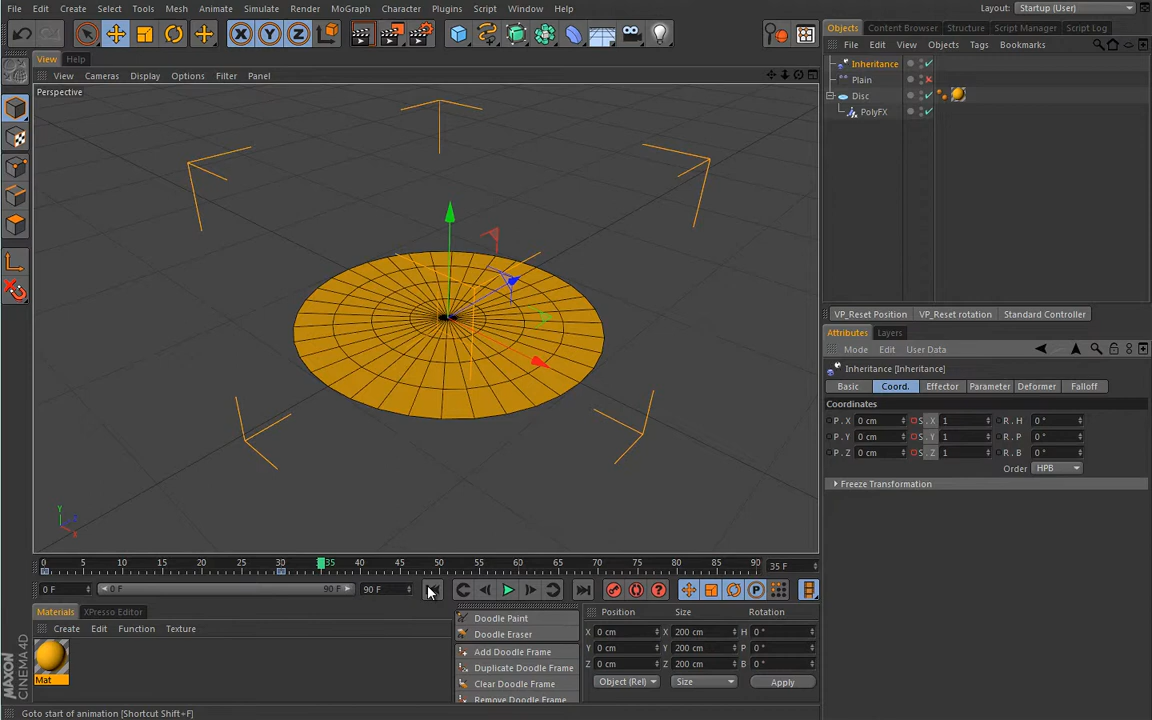 File Edit Create Select Tools Mesh Animate Simulate Render MoGraph Character Plugins Script Window Help
Layout: Startup (User)
X Y Z
View Help
View Cameras Display Options Filter Panel
Perspective
Y
Z
X
Objects Content Browser Structure Script Manager Script Log
File Edit View Objects Tags Bookmarks
Inheritance
Plain
Disc
PolyFX
VP_Reset Position VP_Reset rotation Standard Controller
Attributes Layers
Mode Edit User Data
Inheritance [Inheritance]
Basic Coord. Effector Parameter Deformer Falloff
Coordinates
P . X 0 cm S . X 1 R . H 0 °
P . Y 0 cm S . Y 1 R . P 0 °
P . Z 0 cm S . Z 1 R . B 0 °
Order HPB
Freeze Transformation
0 5 10 15 20 25 30 35 40 45 50 55 60 65 70 75 80 85 90
35 F
0 F 0 F 90 F 90 F
P
Materials XPresso Editor
Create Edit Function Texture
Mat
Doodle Paint
Doodle Eraser
Add Doodle Frame
Duplicate Doodle Frame
Clear Doodle Frame
Remove Doodle Frame
Position Size Rotation
X 0 cm X 200 cm H 0 °
Y 0 cm Y 200 cm P 0 °
Z 0 cm Z 200 cm B 0 °
Object (Rel) Size Apply
MAXON
CINEMA 4D
Goto start of animation [Shortcut Shift+F]